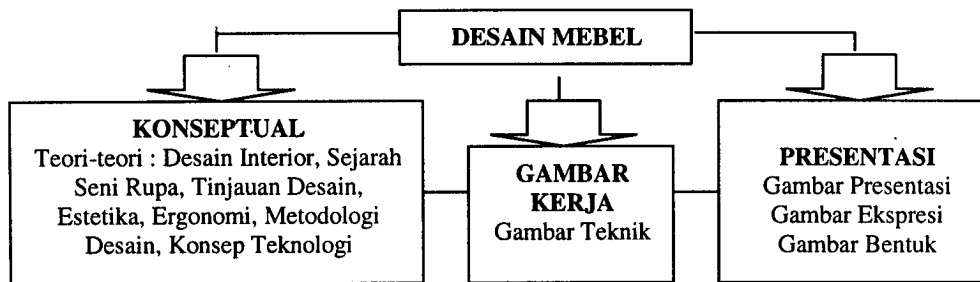 DESAIN MEBEL
KONSEPTUAL
Teori-teori : Desain Interior, Sejarah
Seni Rupa, Tinjauan Desain,
Estetika, Ergonomi, Metodologi
Desain, Konsep Teknologi
GAMBAR
KERJA
Gambar Teknik
PRESENTASI
Gambar Presentasi
Gambar Ekspresi
Gambar Bentuk